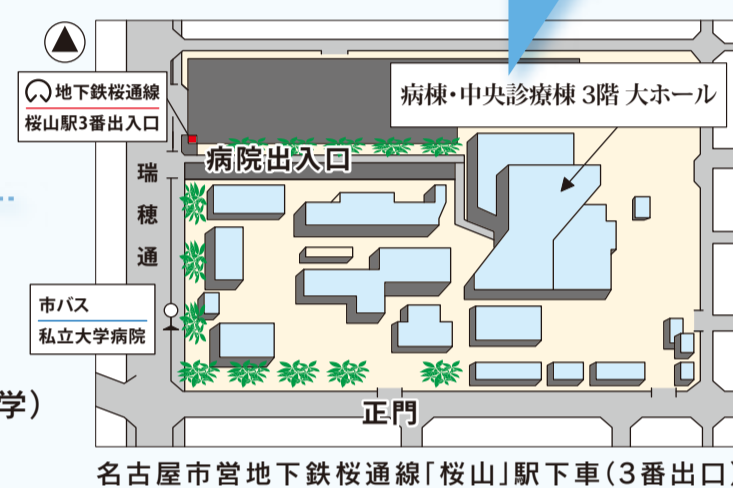 地下鉄桜通線
桜山駅3番出入口
病棟・中央診療棟 3階 大ホール
病院出入口
瑞穂通
市バス
私立大学病院
学）
正門
名古屋市営地下鉄桜通線「桜山」駅下車（3番出口）